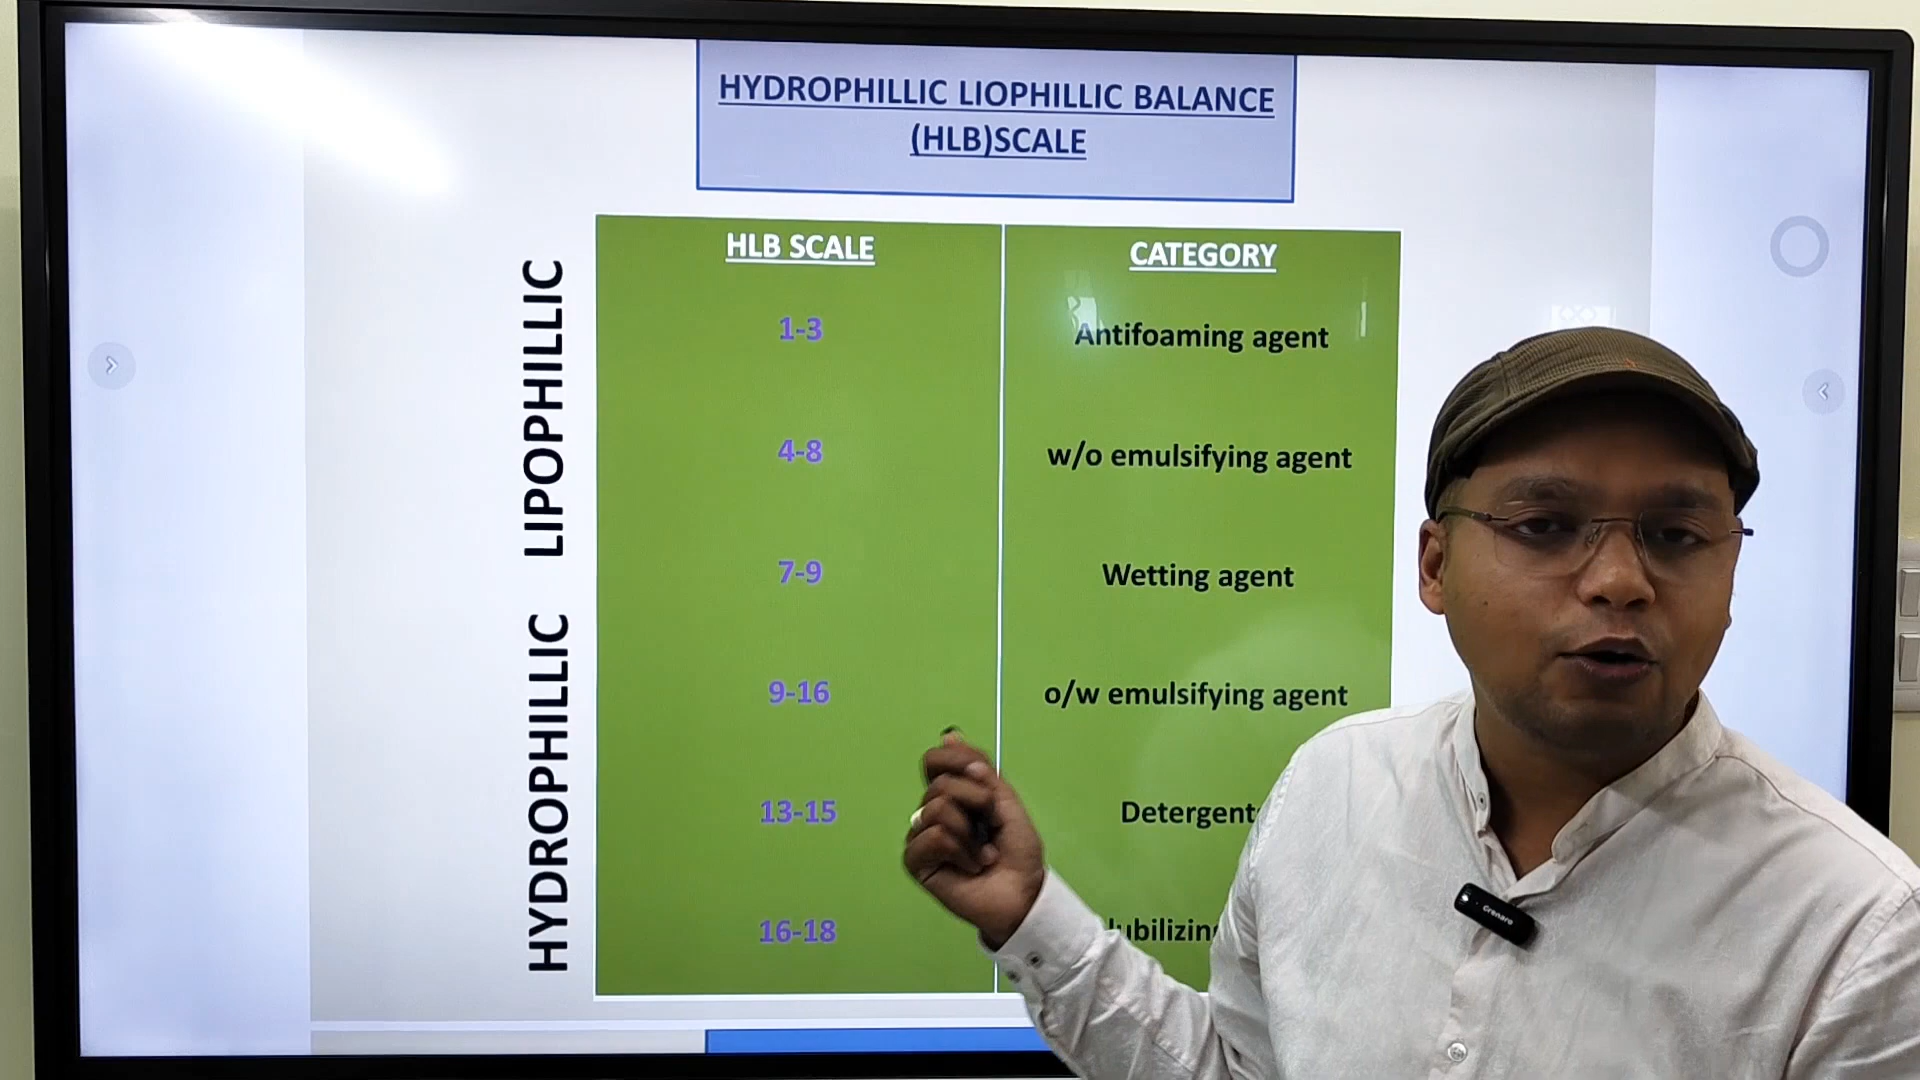 HYDROPHILLIC LIOPHILLIC BALANCE
(HLB)SCALE
LIPOPHILLIC
HYDROPHILLIC
HLB SCALE CATEGORY
1-3 Antifoaming agent
4-8 w/o emulsifying agent
7-9 Wetting agent
9-16 o/w emulsifying agent
13-15
16-18
Grenaro